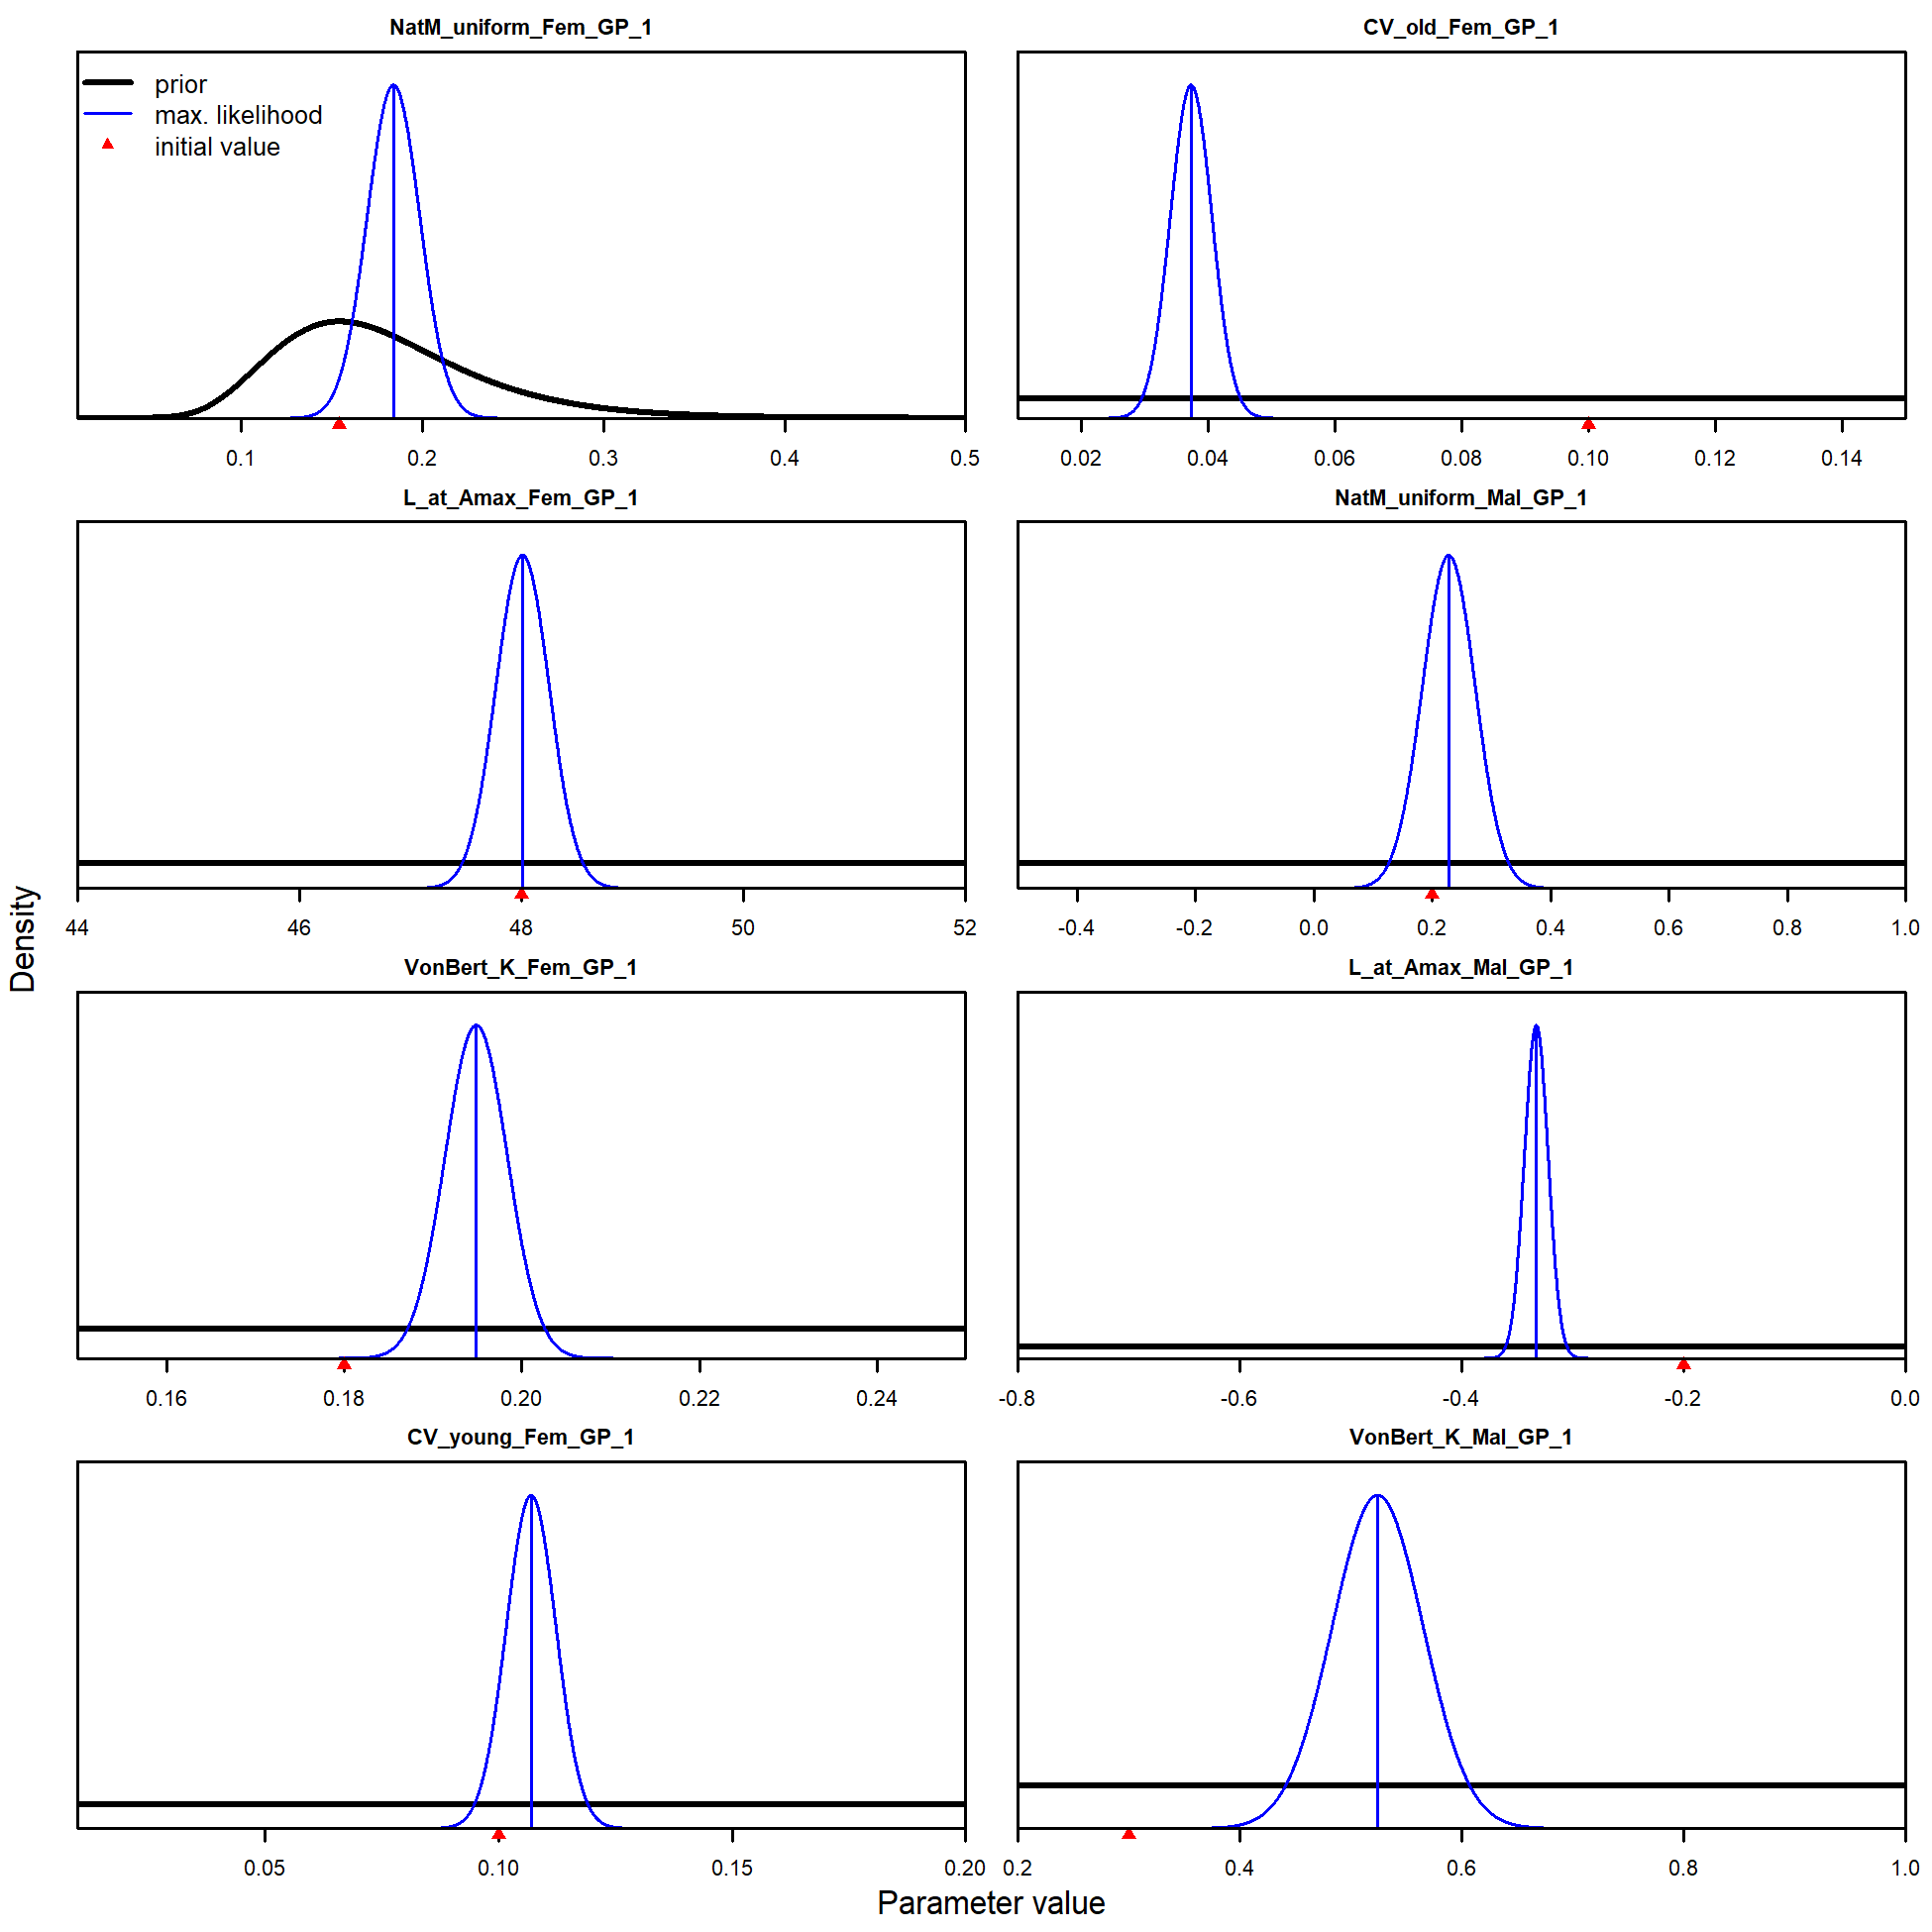 NatM_uniform_Fem_GP_1
prior
max. likelihood
initial value
0.1 0.2 0.3 0.4 0.5
CV_old_Fem_GP_1
0.02 0.04 0.06 0.08 0.10 0.12 0.14
L_at_Amax_Fem_GP_1
44 46 48 50 52
NatM_uniform_Mal_GP_1
-0.4 -0.2 0.0 0.2 0.4 0.6 0.8 1.0
Density
VonBert_K_Fem_GP_1
0.16 0.18 0.20 0.22 0.24
L_at_Amax_Mal_GP_1
-0.8 -0.6 -0.4 -0.2 0.0
CV_young_Fem_GP_1
0.05 0.10 0.15 0.20
VonBert_K_Mal_GP_1
0.2 0.4 0.6 0.8 1.0
Parameter value